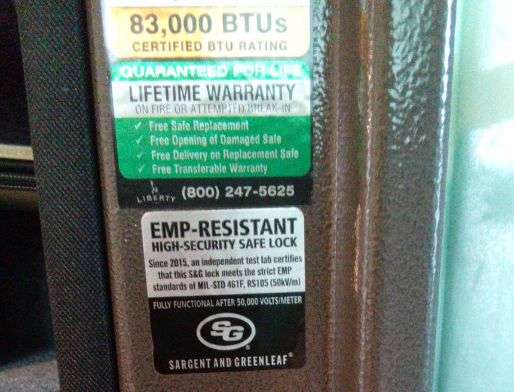 83,000 BTUs
CERTIFIED BTU RATING
GUARANTEED FOR LIFE
LIFETIME WARRANTY
ON FIRE OR ATTEMPTED BREAK-IN
✓ Free Safe Replacement
✓ Free Opening of Damaged Safe
✓ Free Delivery on Replacement Safe
✓ Free Transferable Warranty
LIBERTY (800) 247-5625
EMP-RESISTANT
HIGH-SECURITY SAFE LOCK
Since 2015, an independent test lab certifies
that this S&G lock meets the strict EMP
standards of MIL-STD 461F, RS105 (50kV/m)
FULLY FUNCTIONAL AFTER 50,000 VOLTS/METER
SG
SARGENT AND GREENLEAF®